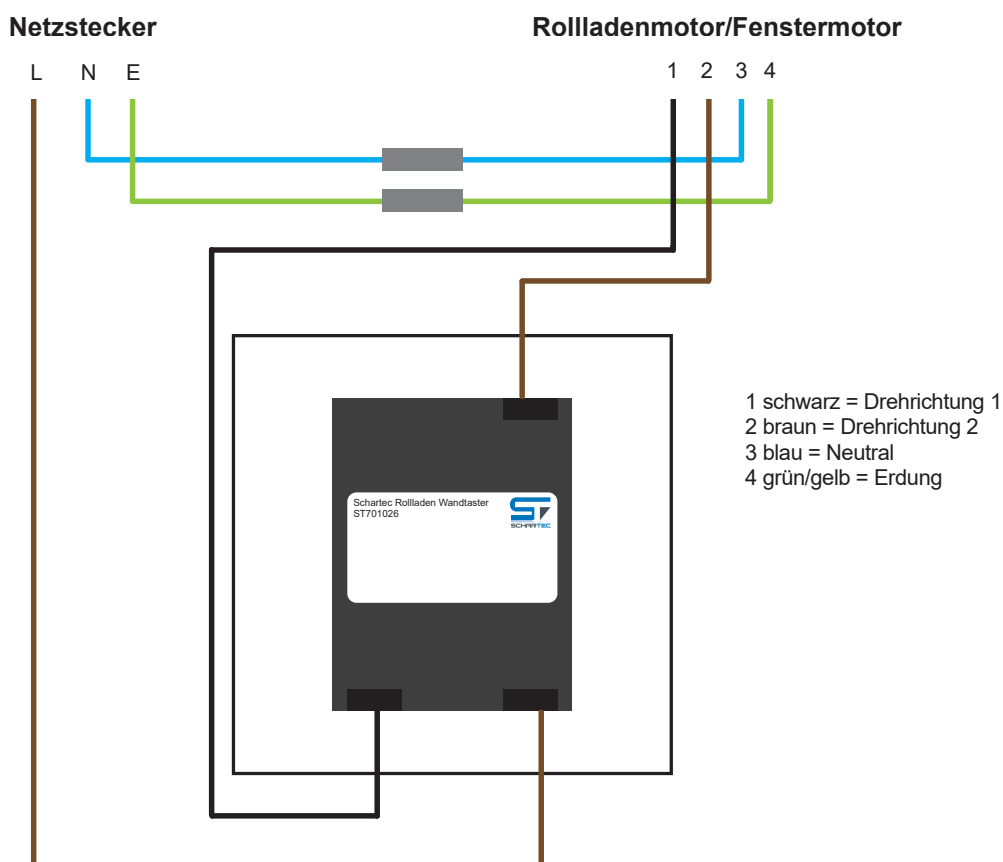 Netzstecker
Rollladenmotor/Fenstermotor
L N E
1 2 3 4
1 schwarz = Drehrichtung 1
2 braun = Drehrichtung 2
3 blau = Neutral
4 grün/gelb = Erdung
Schartec Rollladen Wandtaster
ST701026
ST
SCHARTEC